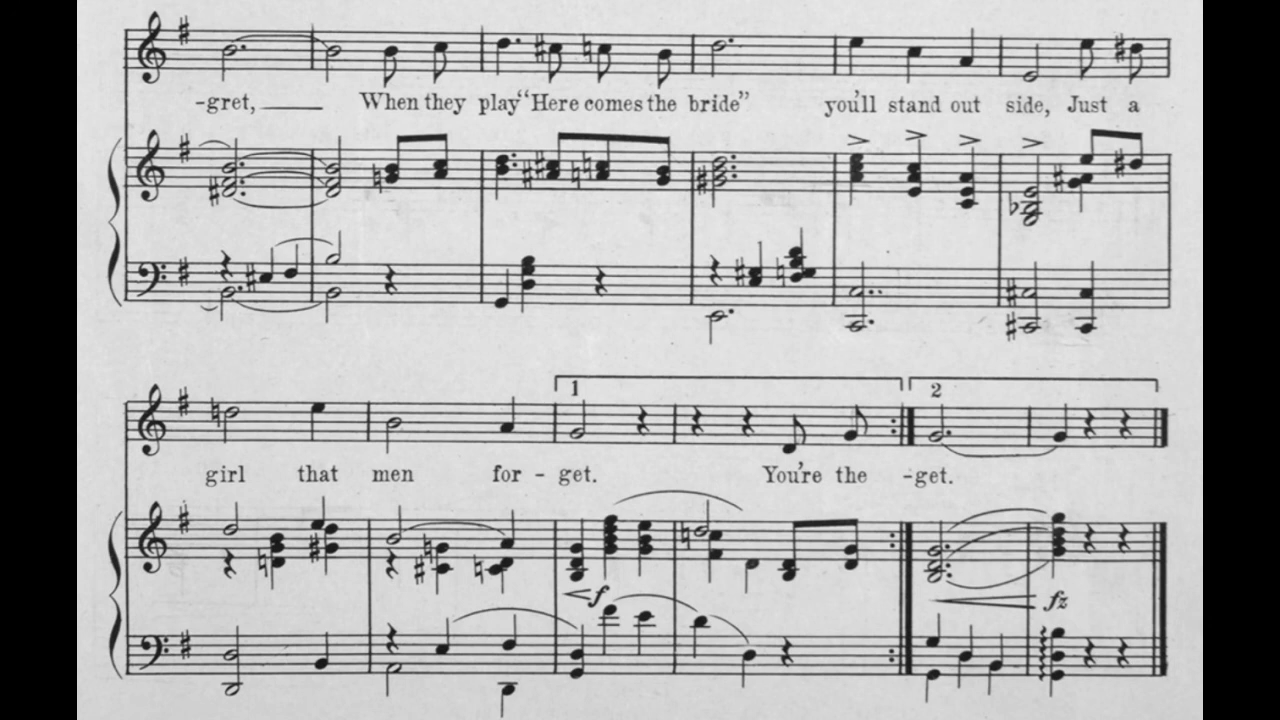 -gret, When they play "Here comes the bride" you'll stand out side, Just a
1 2
girl that men for - get. You're the -get.
f fz